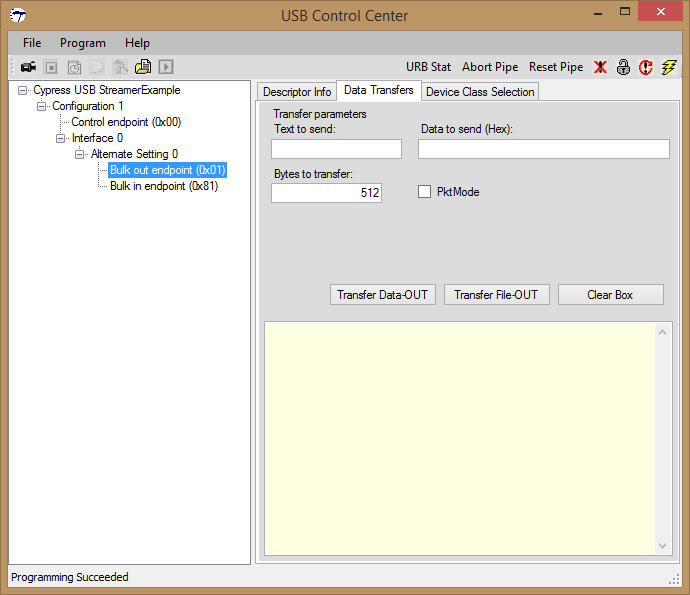 USB Control Center
File Program Help
URB Stat Abort Pipe Reset Pipe
Cypress USB StreamerExample
Configuration 1
Control endpoint (0x00)
Interface 0
Alternate Setting 0
Bulk out endpoint (0x01)
Bulk in endpoint (0x81)
Descriptor Info Data Transfers Device Class Selection
Transfer parameters
Text to send: Data to send (Hex):
Bytes to transfer:
512 PktMode
Transfer Data-OUT Transfer File-OUT Clear Box
Programming Succeeded